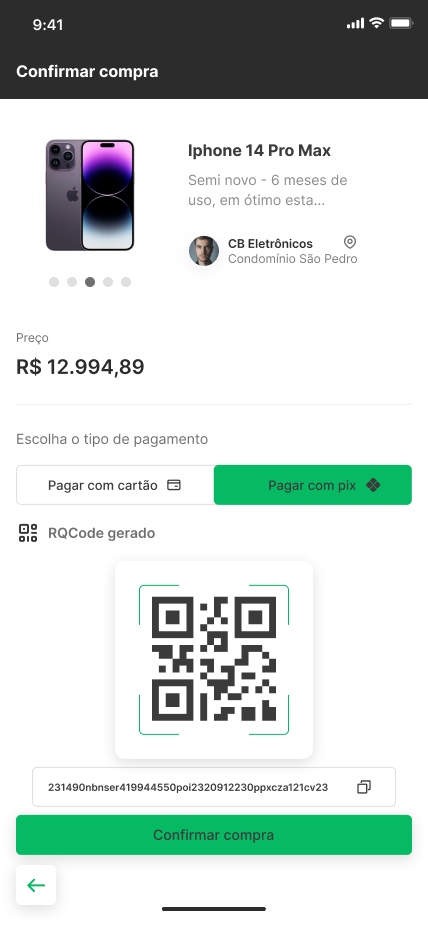 9:41
Confirmar compra
Iphone 14 Pro Max
Semi novo - 6 meses de
uso, em ótimo esta...
CB Eletrônicos
Condomínio São Pedro
Preço
R$ 12.994,89
Escolha o tipo de pagamento
Pagar com cartão
Pagar com pix
RQCode gerado
231490nbnser419944550poi2320912230ppxcza121cv23
Confirmar compra